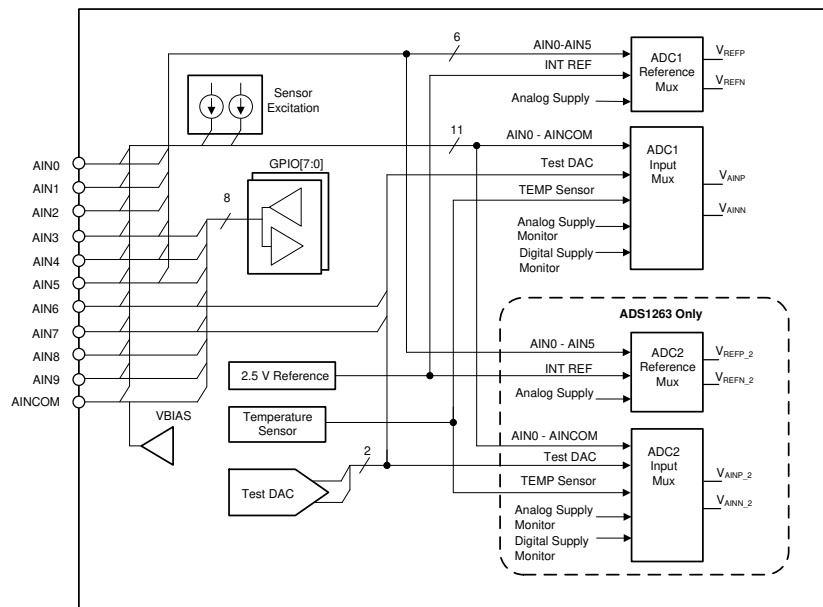 6
AIN0-AIN5
INT REF
Analog Supply
ADC1
Reference
Mux
VREFP
VREFN
Sensor
Excitation
11
AIN0 - AINCOM
Test DAC
TEMP Sensor
Analog Supply
Monitor
Digital Supply
Monitor
ADC1
Input
Mux
VAINP
VAINN
GPIO[7:0]
8
AIN0
AIN1
AIN2
AIN3
AIN4
AIN5
AIN6
AIN7
AIN8
AIN9
AINCOM
VBIAS
2.5 V Reference
Temperature
Sensor
Test DAC
2
ADS1263 Only
AIN0 - AIN5
INT REF
Analog Supply
ADC2
Reference
Mux
VREFP_2
VREFN_2
AIN0 - AINCOM
Test DAC
TEMP Sensor
Analog Supply
Monitor
Digital Supply
Monitor
ADC2
Input
Mux
VAINP_2
VAINN_2